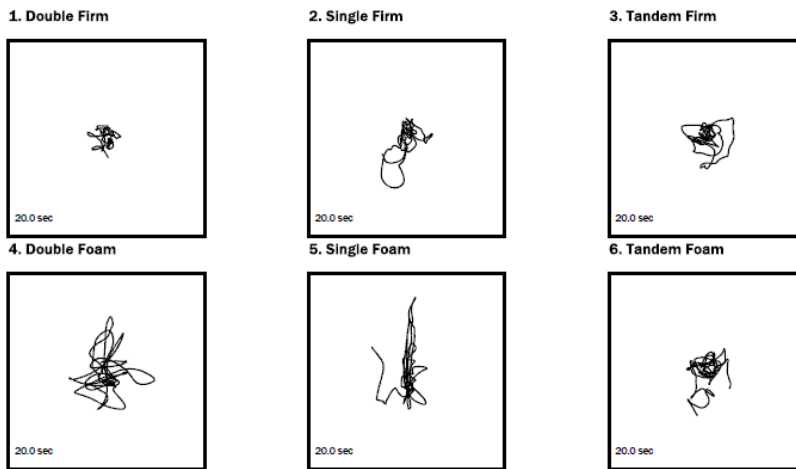 1. Double Firm
2. Single Firm
3. Tandem Firm
20.0 sec
20.0 sec
20.0 sec
4. Double Foam
5. Single Foam
6. Tandem Foam
20.0 sec
20.0 sec
20.0 sec